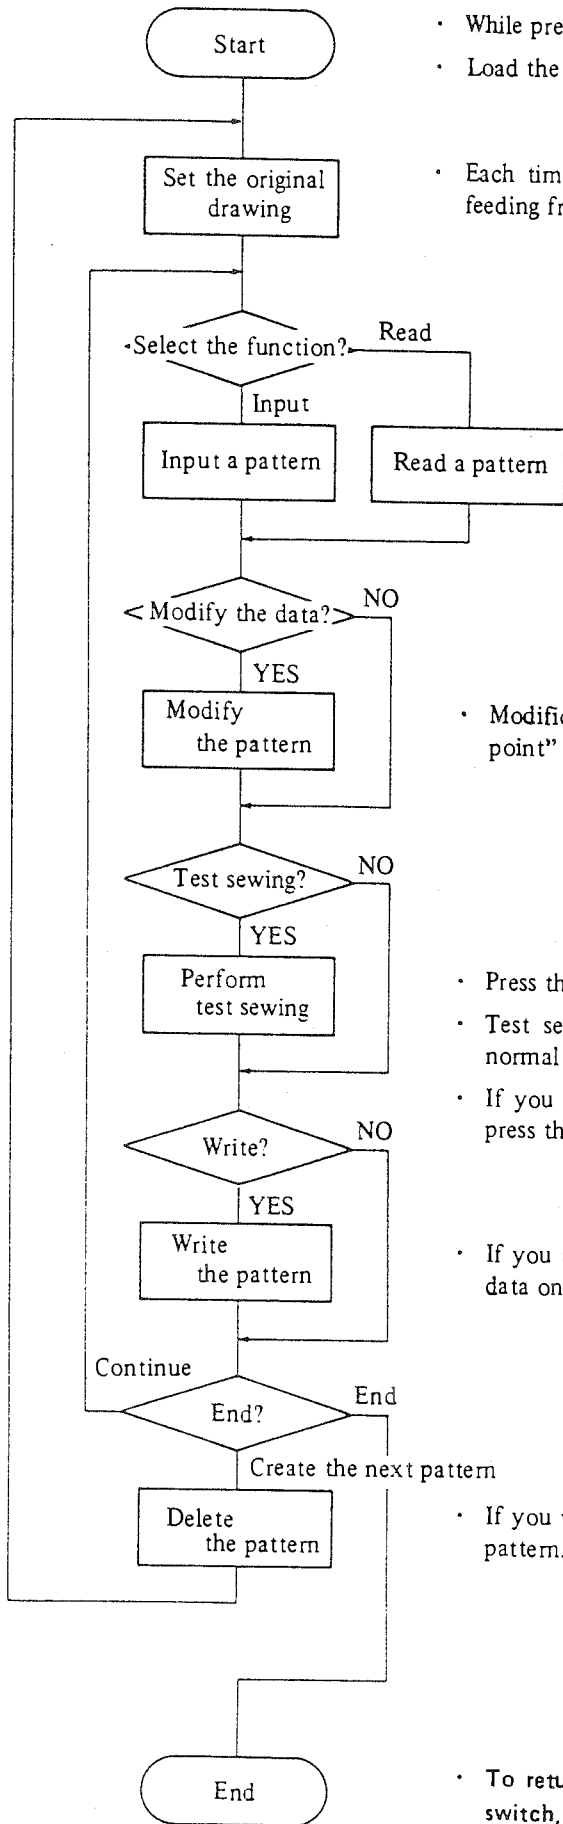 Start
· While pre
· Load the
Set the original
drawing
· Each tim
feeding fr
Select the function?
Read
Input
Input a pattern
Read a pattern
Modify the data?
NO
YES
Modify
the pattern
· Modific
point"
Test sewing?
NO
YES
Perform
test sewing
· Press th
· Test se
normal
· If you
press th
Write?
NO
YES
Write
the pattern
· If you
data on
Continue
End?
End
Create the next pattern
Delete
the pattern
· If you
pattern.
End
· To retu
switch,